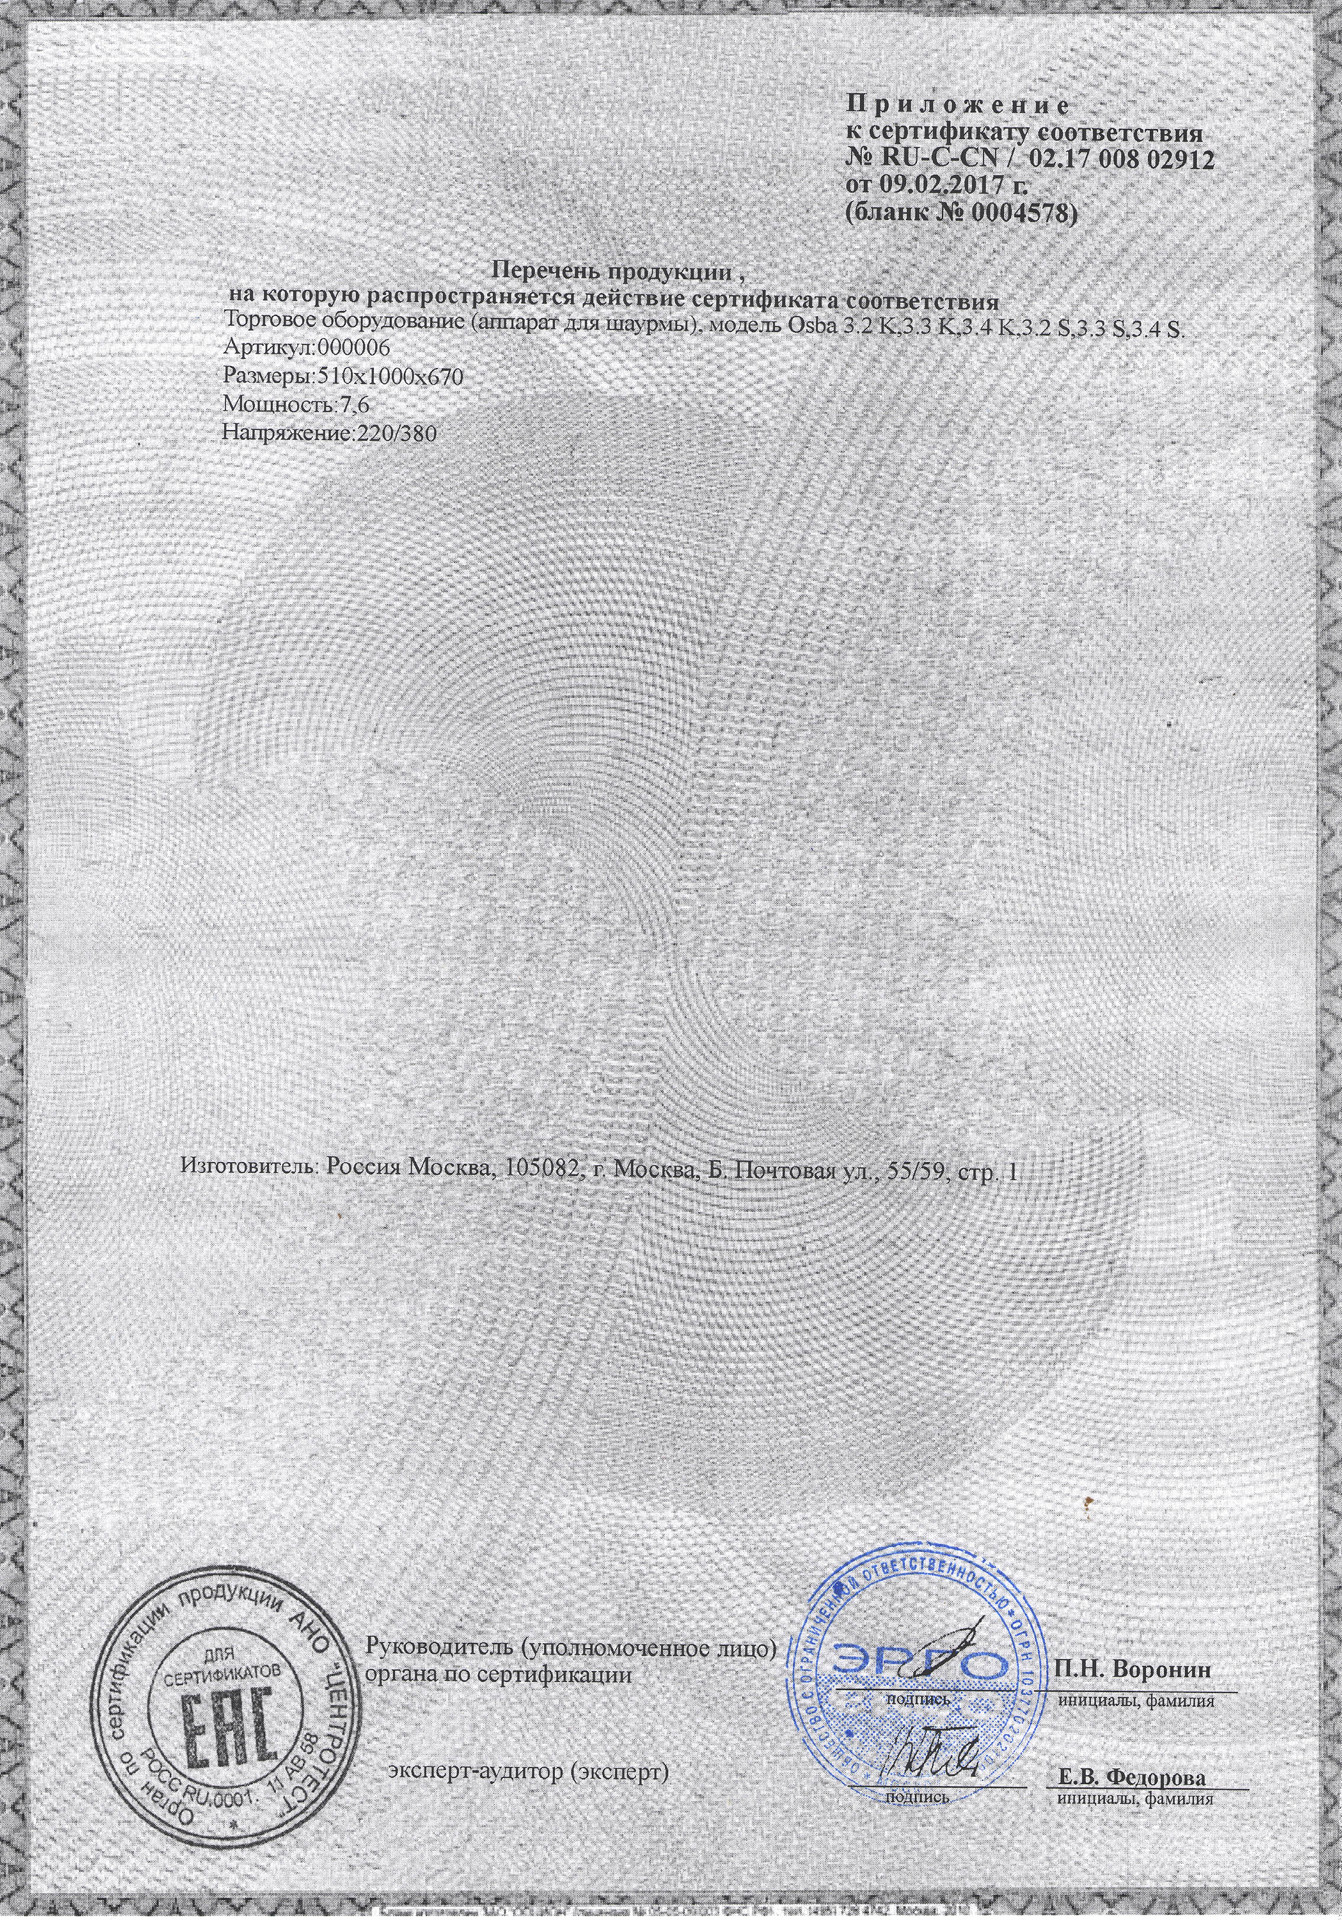 Приложение
к сертификату соответствия
№ RU-C-CN / 02.17 008 02912
от 09.02.2017 г.
(бланк № 0004578)
Перечень продукции ,
на которую распространяется действие сертификата соответствия
Торговое оборудование (аппарат для шаурмы), модель Osba 3.2 K,3.3 K,3.4 K,3.2 S,3.3 S,3.4 S.
Артикул:000006
Размеры:510x1000x670
Мощность:7,6
Напряжение:220/380
Изготовитель: Россия Москва, 105082, г. Москва, Б. Почтовая ул., 55/59, стр. 1
Орган по сертификации продукции АНО "ЦЕНТРОТЕСТ"
ДЛЯ
СЕРТИФИКАТОВ
ЕАС
РОСС RU.0001. 11 АВ 58
*
Руководитель (уполномоченное лицо)
органа по сертификации
ОБЩЕСТВО С ОГРАНИЧЕННОЙ ОТВЕТСТВЕННОСТЬЮ * ОГРН
ЭРГО
подпись
П.Н. Воронин
инициалы, фамилия
эксперт-аудитор (эксперт)
подпись
Е.В. Федорова
инициалы, фамилия